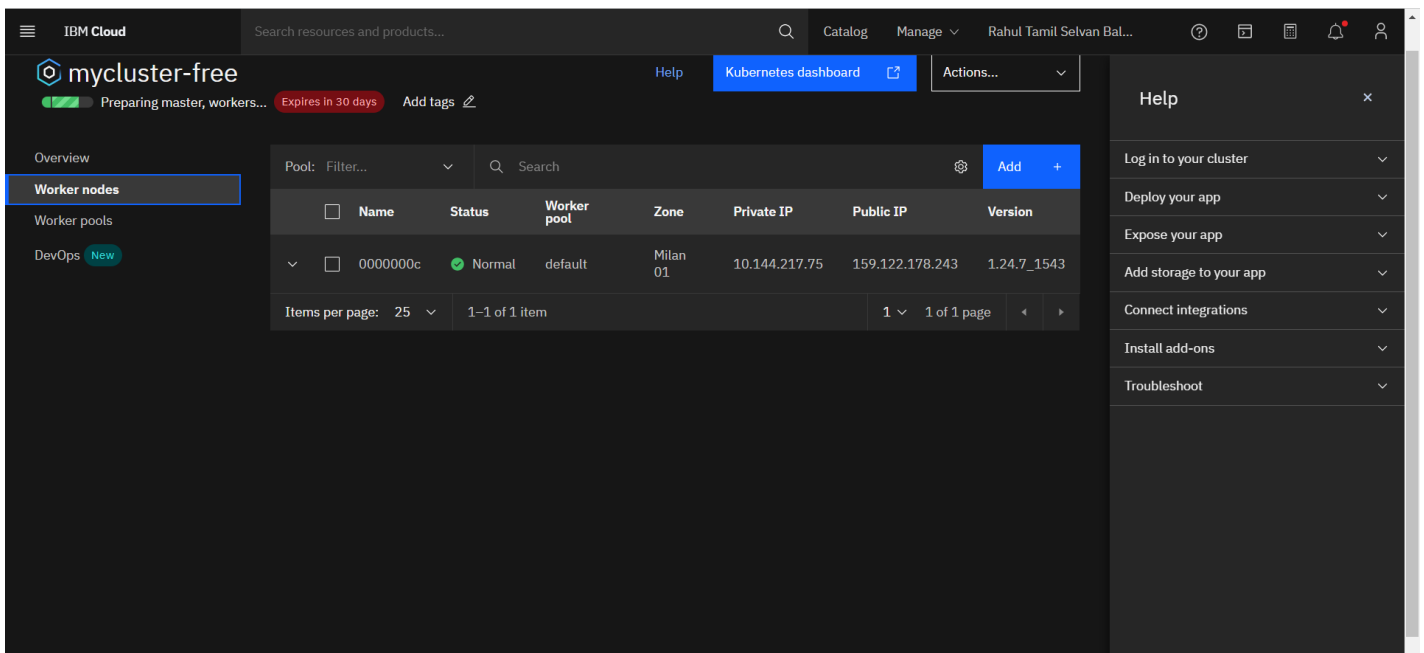 IBM Cloud
Search resources and products...
Catalog
Manage
Rahul Tamil Selvan Bal...
mycluster-free
Help
Kubernetes dashboard
Actions...
Preparing master, workers...
Expires in 30 days
Add tags
Overview
Worker nodes
Worker pools
DevOps New
Pool: Filter...
Search
Add +
Name Status Worker pool Zone Private IP Public IP Version
0000000c Normal default Milan 01 10.144.217.75 159.122.178.243 1.24.7_1543
Items per page: 25 1–1 of 1 item 1 1 of 1 page
Help
Log in to your cluster
Deploy your app
Expose your app
Add storage to your app
Connect integrations
Install add-ons
Troubleshoot